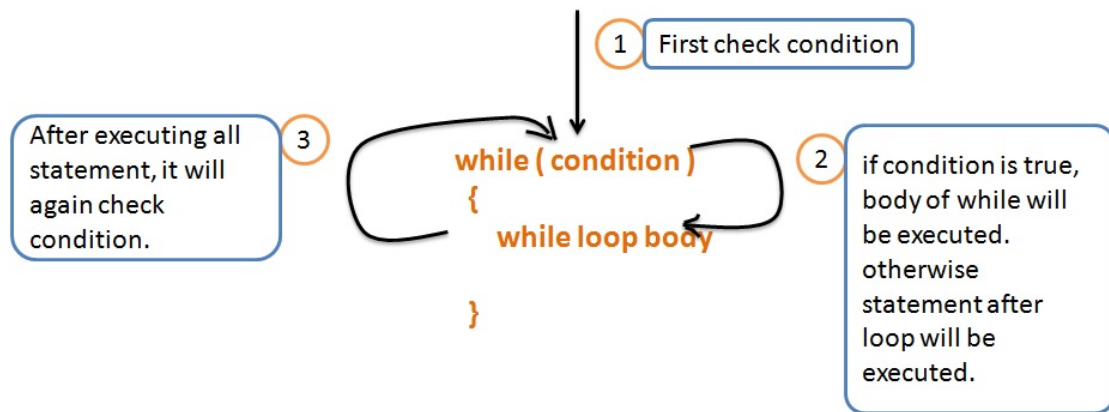 1
First check condition
After executing all
statement, it will
again check
condition.
3
while ( condition )
{
while loop body
}
2
if condition is true,
body of while will
be executed.
otherwise
statement after
loop will be
executed.